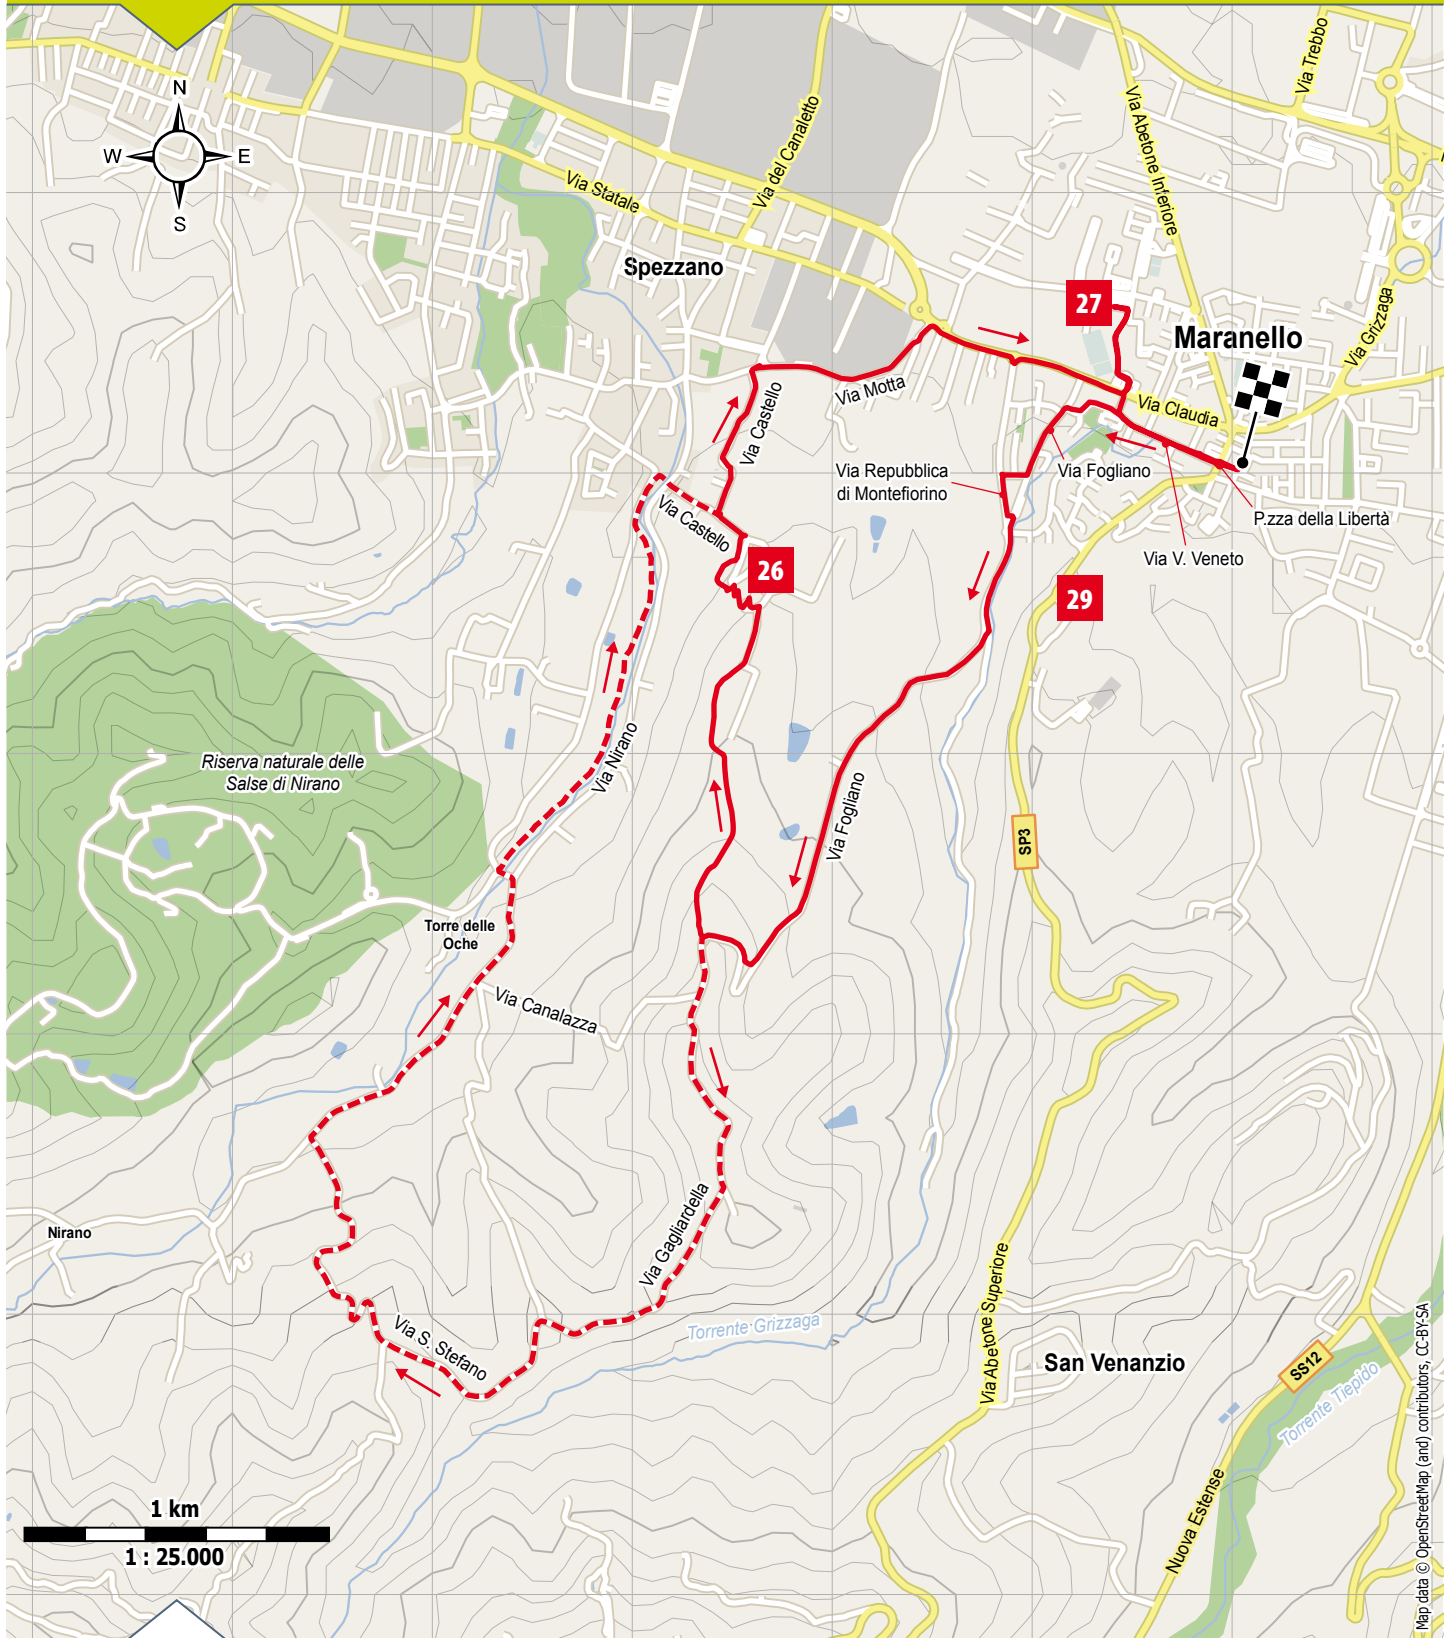 Via Trebbo
N
W
E
S
Via Abetone Inferiore
Via del Canaletto
Via Statale
Spezzano
27
Maranello
Via Grizzaga
Via Castello
Via Motta
Via Claudia
Via Repubblica
di Montefiorino
Via Fogliano
P.zza della Libertà
Via V. Veneto
Via Castello
26
29
Riserva naturale delle
Salse di Nirano
Via Nirano
Via Fogliano
SP3
Torre delle
Oche
Via Canalazza
Nirano
Via Gagliardella
Via S. Stefano
Torrente Grizzaga
Via Abetone Superiore
San Venanzio
SS12
Torrente Tiepido
Nuova Estense
1 km
1 : 25.000
Map data © OpenStreetMap (and) contributors, CC-BY-SA